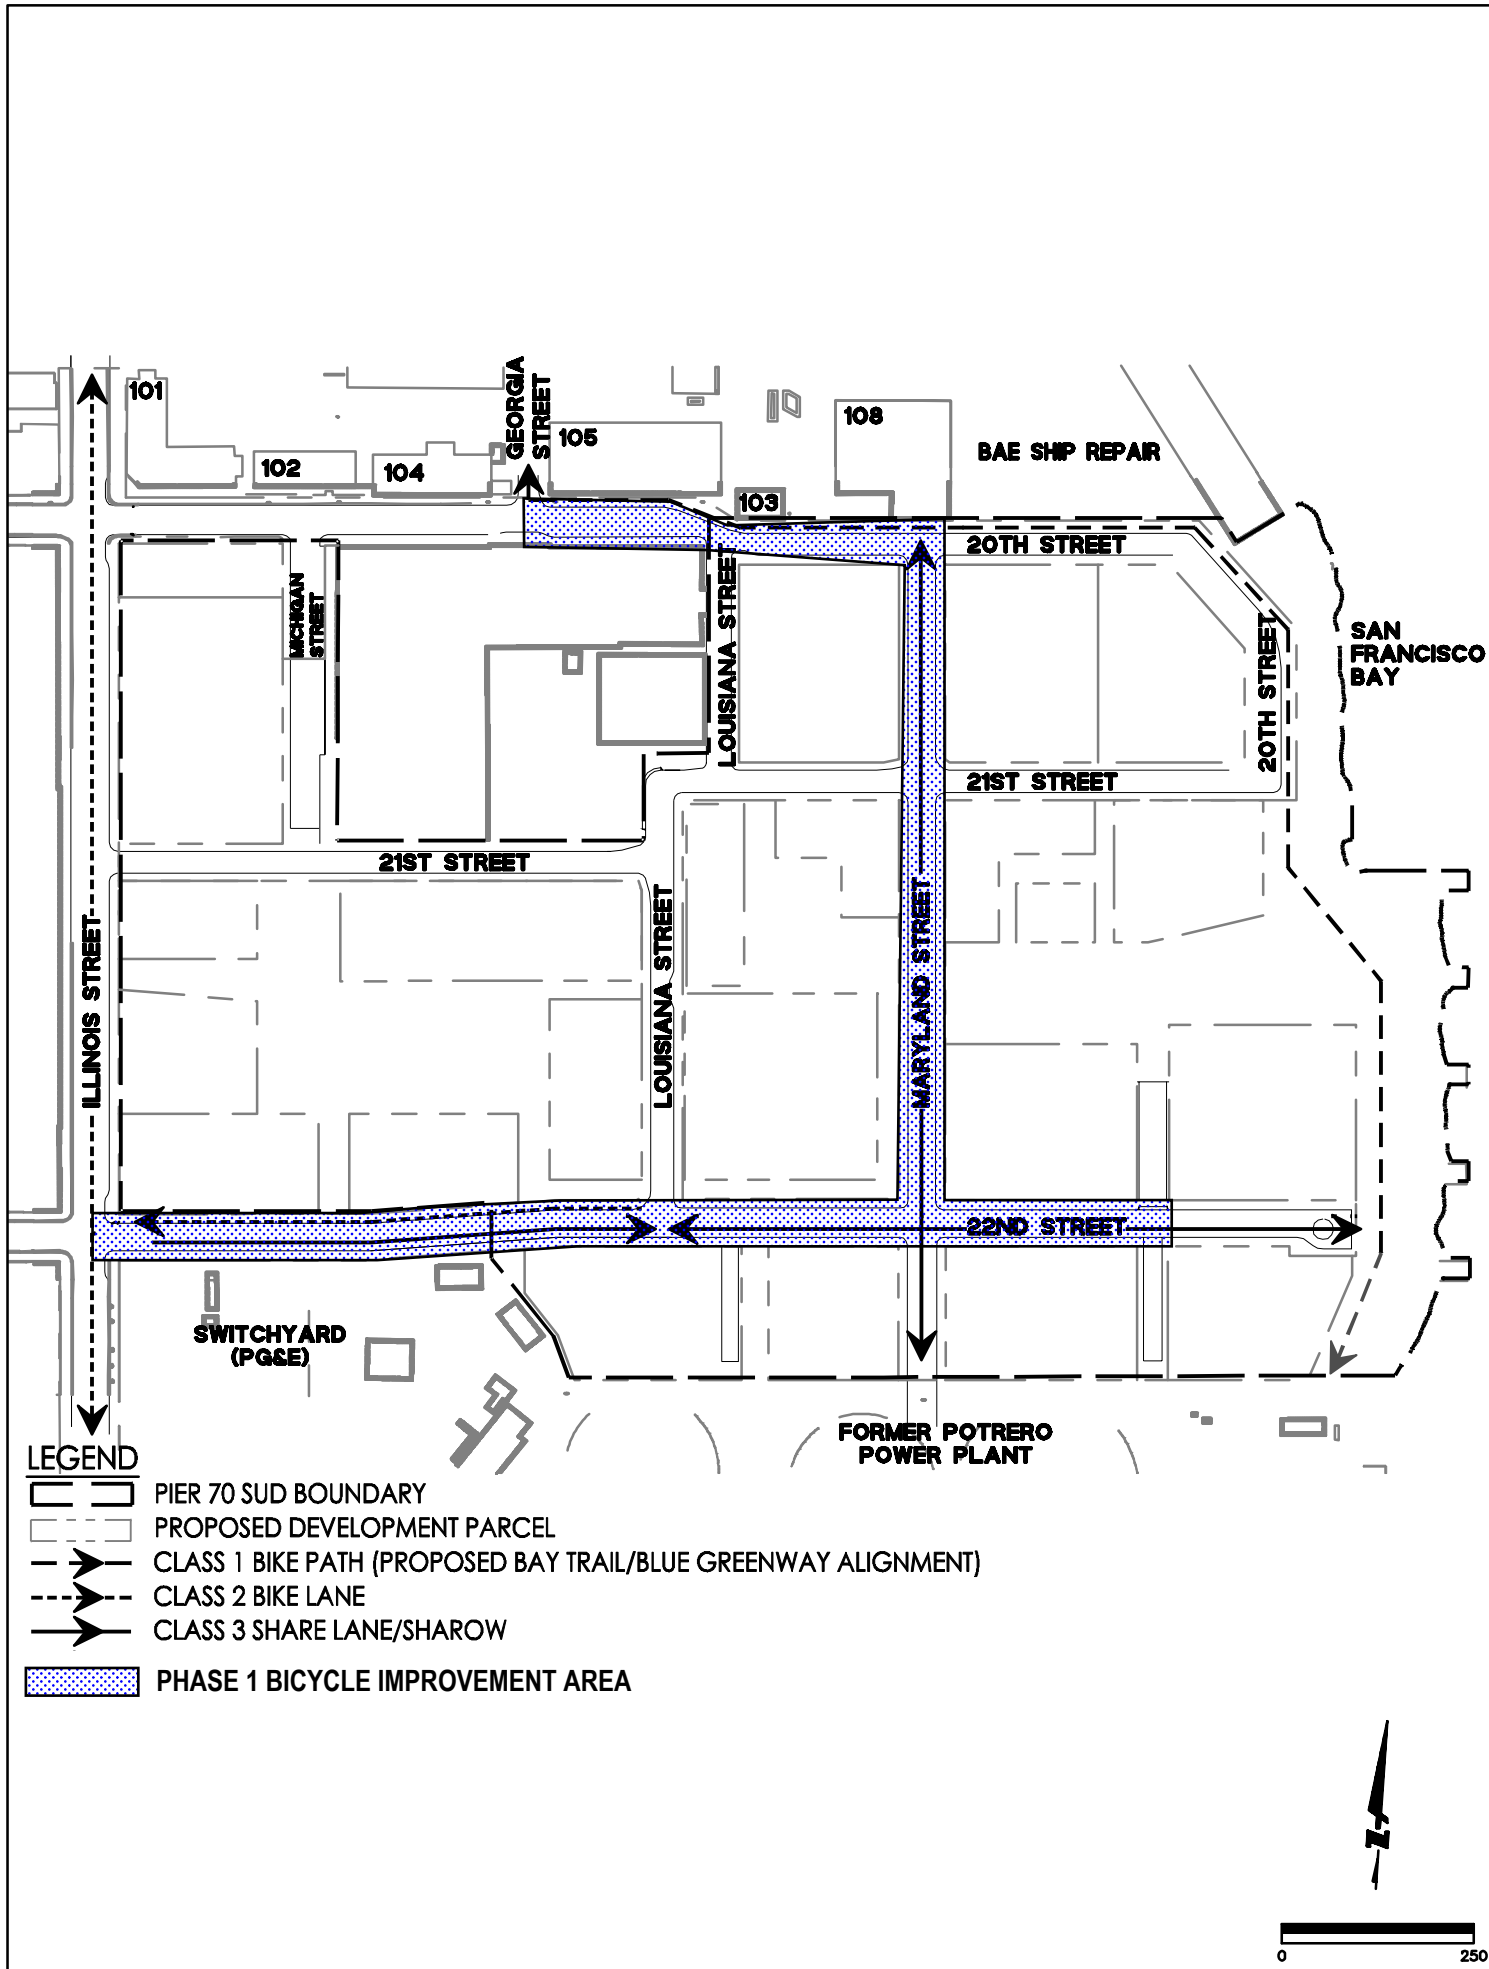 101
102
104
GEORGIA
STREET
105
103
108
BAE SHIP REPAIR
20TH STREET
MICHIGAN
STREET
LOUISIANA STREET
20TH STREET
SAN
FRANCISCO
BAY
21ST STREET
21ST STREET
ILLINOIS STREET
LOUISIANA STREET
MARYLAND STREET
22ND STREET
SWITCHYARD
(PG&E)
FORMER POTRERO
POWER PLANT
LEGEND
PIER 70 SUD BOUNDARY
PROPOSED DEVELOPMENT PARCEL
CLASS 1 BIKE PATH (PROPOSED BAY TRAIL/BLUE GREENWAY ALIGNMENT)
CLASS 2 BIKE LANE
CLASS 3 SHARE LANE/SHAROW
PHASE 1 BICYCLE IMPROVEMENT AREA
Z
0 250